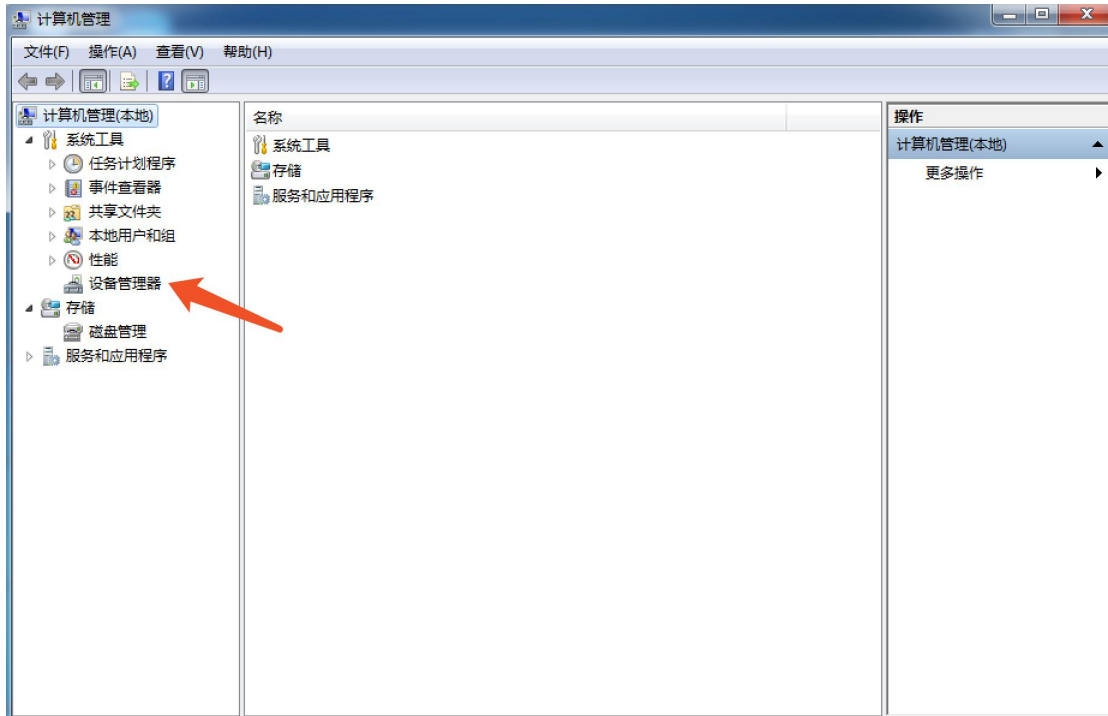 计算机管理
文件(F) 操作(A) 查看(V) 帮助(H)
计算机管理(本地)
系统工具
任务计划程序
事件查看器
共享文件夹
本地用户和组
性能
设备管理器
存储
磁盘管理
服务和应用程序
名称
系统工具
存储
服务和应用程序
操作
计算机管理(本地)
更多操作